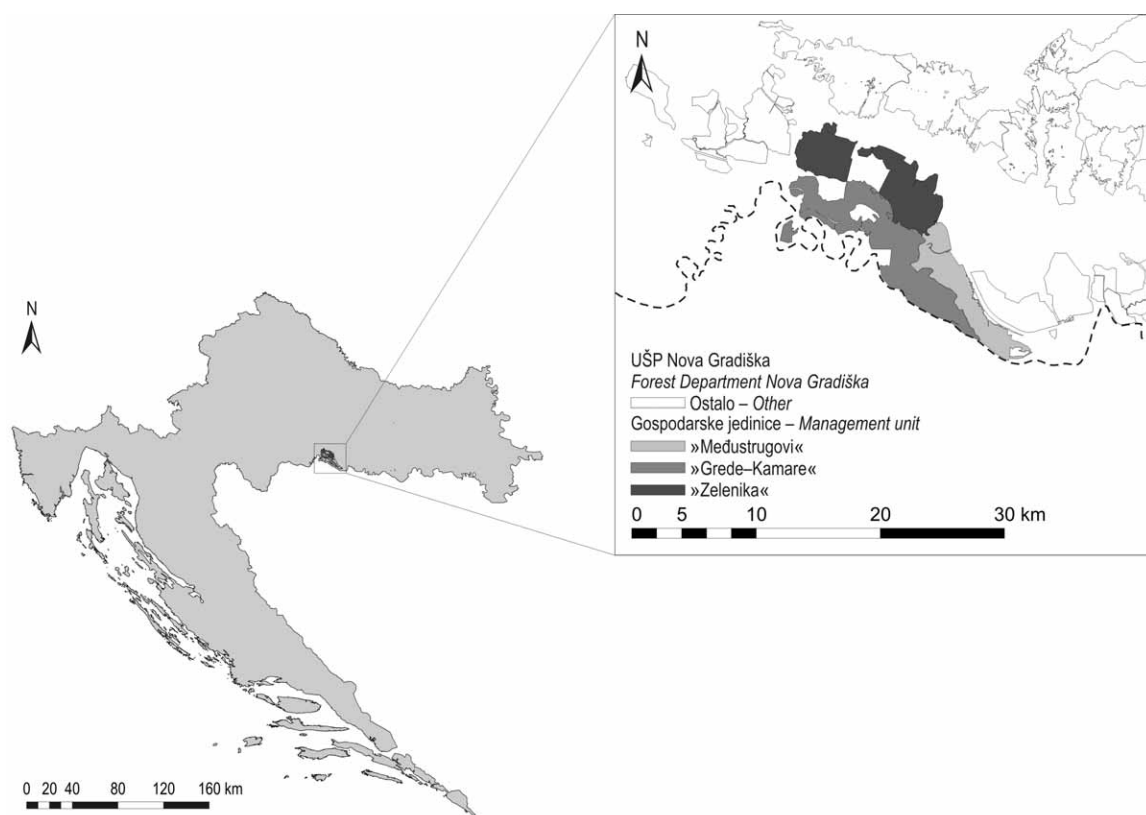 N
0 20 40 80 120 160 km
N
UŠP Nova Gradiška
Forest Department Nova Gradiška
Ostalo – Other
Gospodarske jedinice – Management unit
»Međustrugovi«
»Grede–Kamare«
»Zelenika«
0 5 10 20 30 km